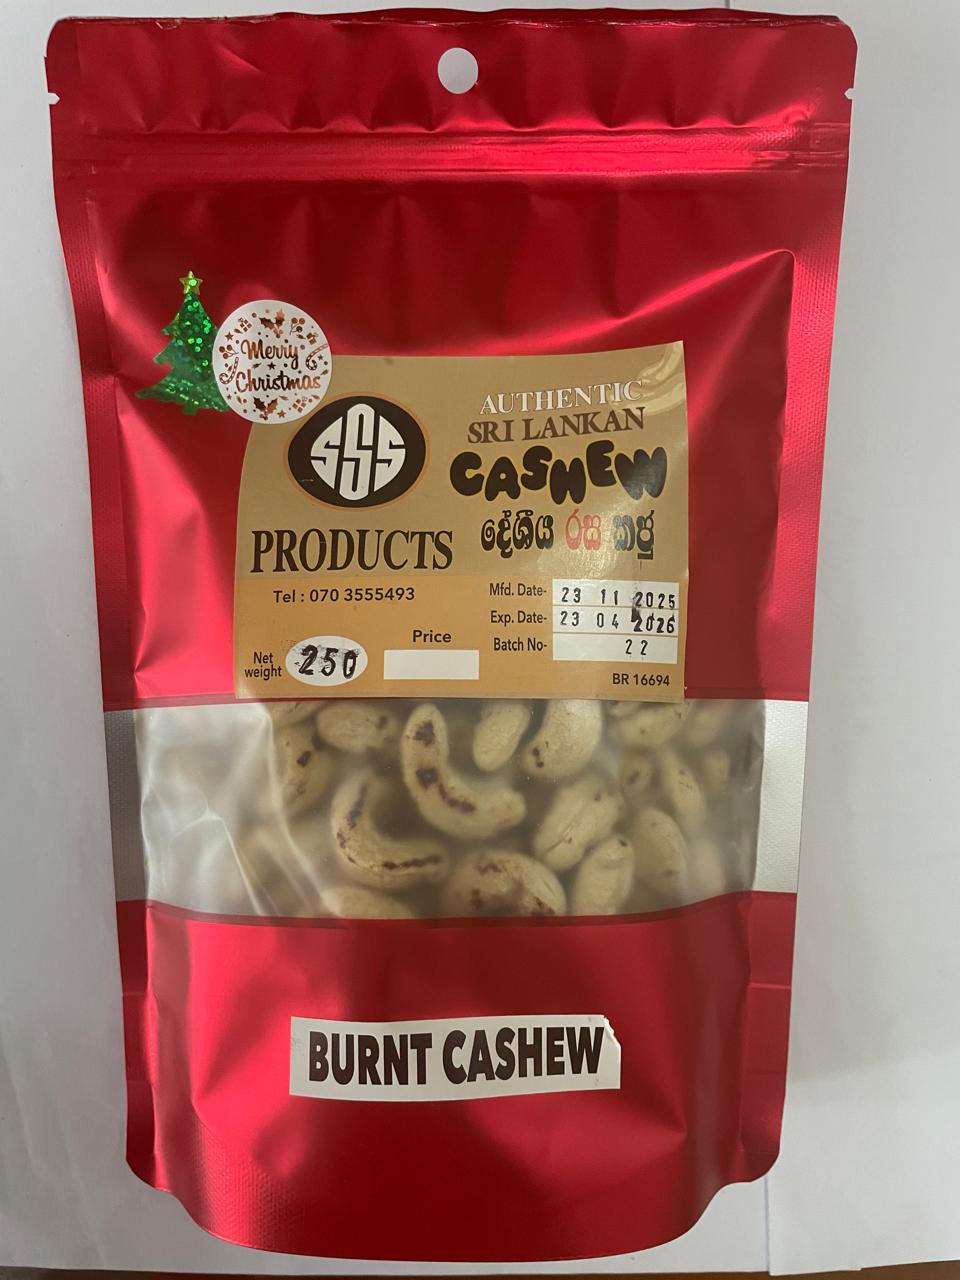 Merry
Christmas
SSS
PRODUCTS
Tel : 070 3555493
AUTHENTIC
SRI LANKAN
CASHEW
දේශීය රස කජු
Mfd. Date- 23 11 2025
Exp. Date- 23 04 2026
Batch No- 22
Price
Net
weight
250
BR 16694
BURNT CASHEW